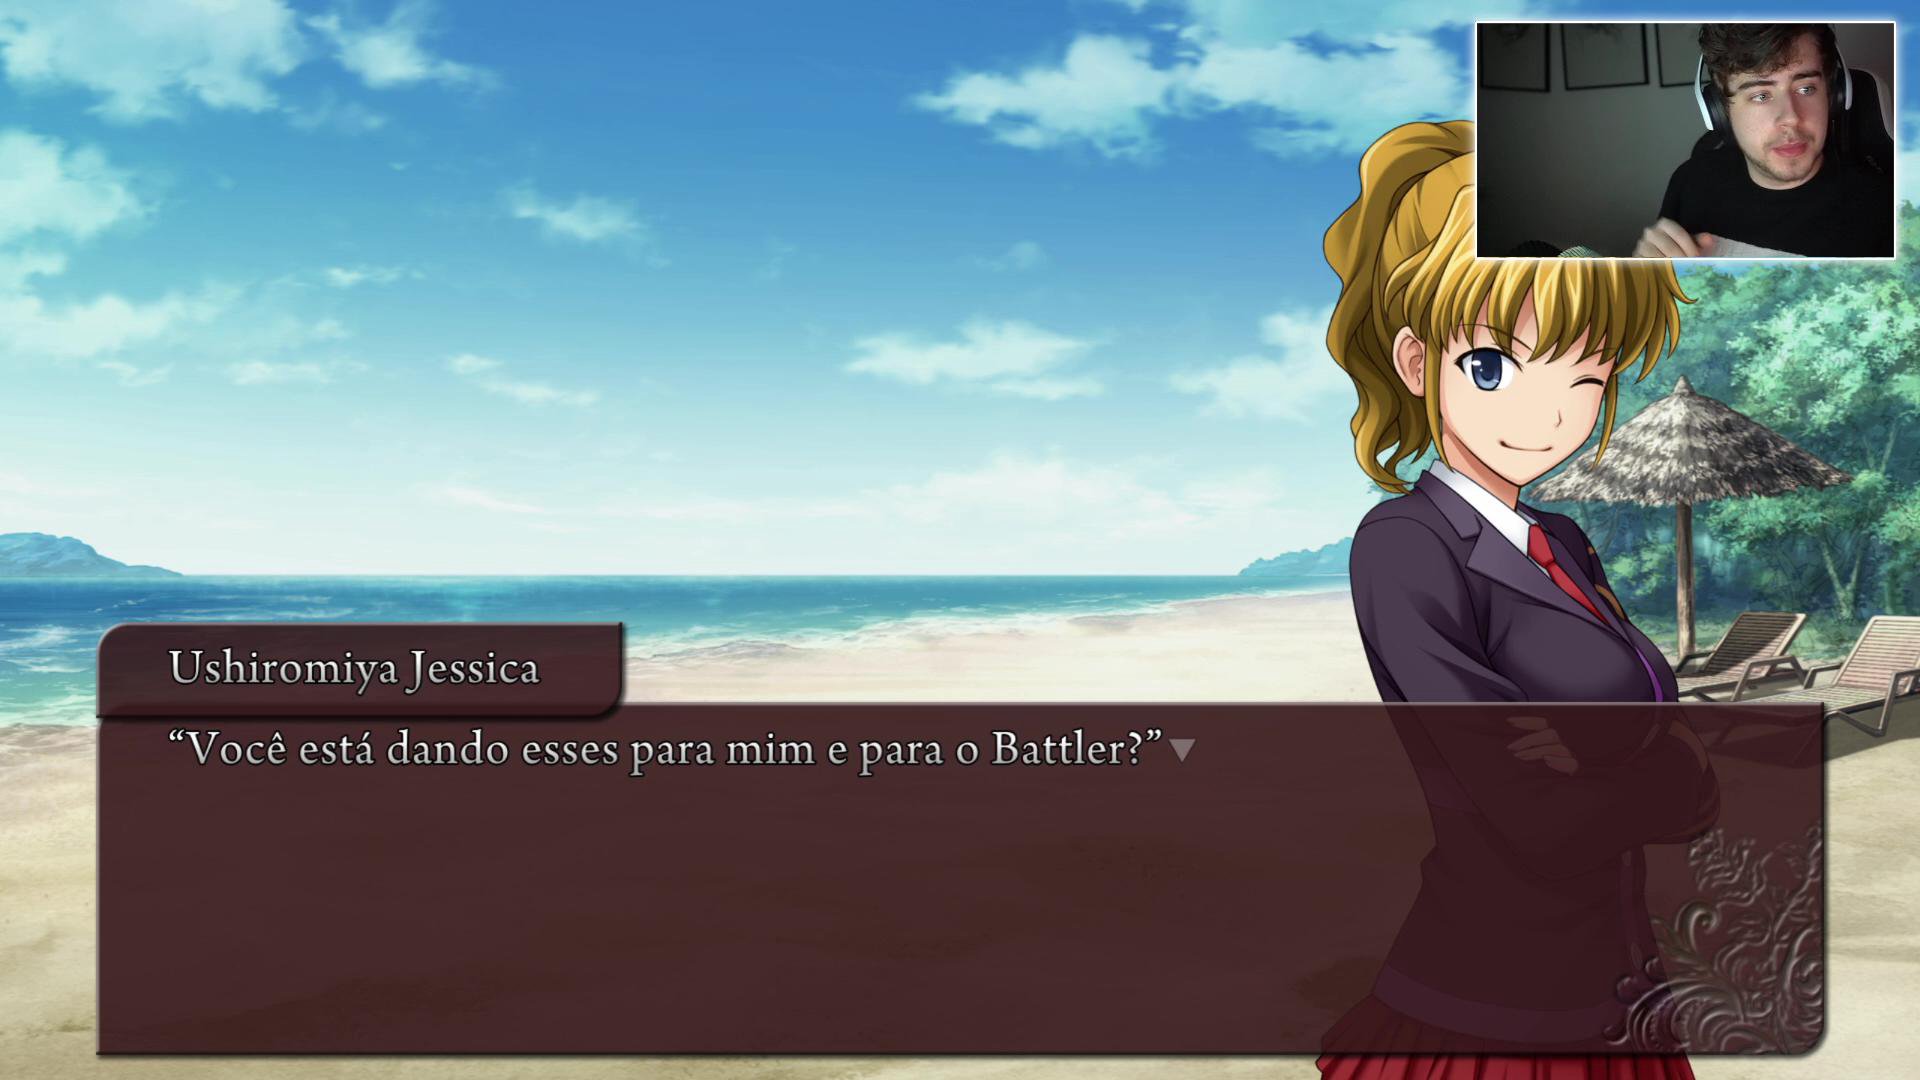 Ushiromiya Jessica
“Você está dando esses para mim e para o Battler?”